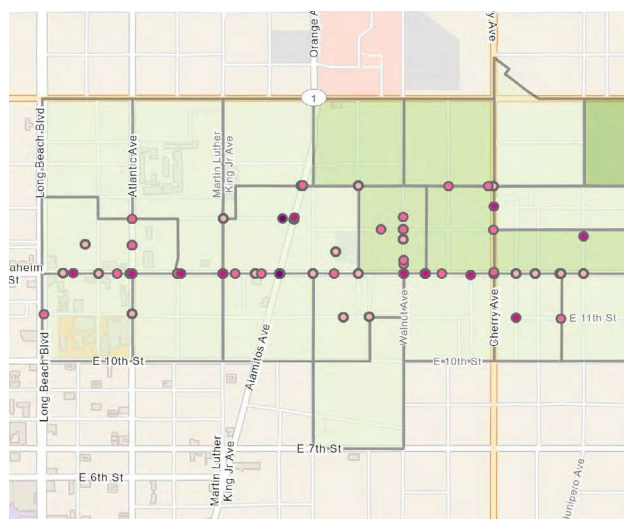 Orange A
ry Ave
1
Long Beach Blvd
Atlantic Ave
Martin Luther
King Jr Ave
aheim
St
Walnut Ave
Cherry Ave
E 11th St
Long Beach Blvd
E 10th St
Alamitos Ave
E 10th St
E 7th St
E 6th St
Martin Luther
King Jr Ave
Junipero Ave